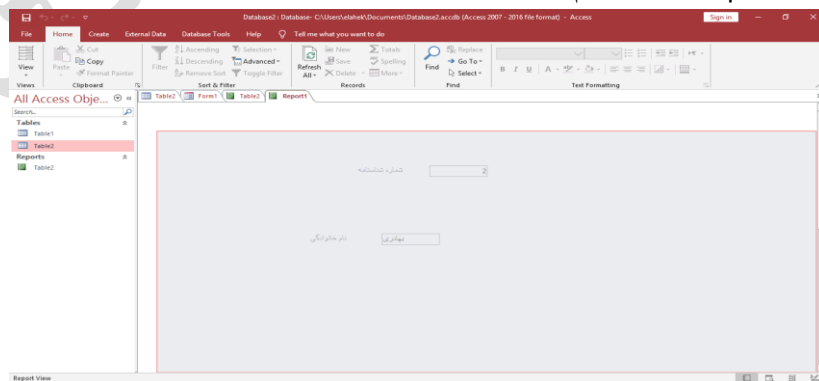 Database2 : Database- C:\Users\elahek\Documents\Database2.accdb (Access 2007 - 2016 file format) - Access
Sign in
File Home Create External Data Database Tools Help Tell me what you want to do
View
Paste
Cut
Copy
Format Painter
Filter
Ascending
Descending
Remove Sort
Selection
Advanced
Toggle Filter
Refresh All
New
Save
Delete
Totals
Spelling
More
Find
Replace
Go To
Select
B I U A
Views Clipboard Sort & Filter Records Find Text Formatting
All Access Obje...
Table2 Form1 Table2 Report1
Search..
Tables
Table1
Table2
Reports
Table2
شماره شناسنامه 2
نام خانوادگی
Report View